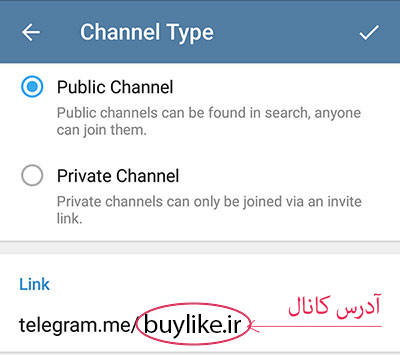 Channel Type
Public Channel
Public channels can be found in search, anyone
can join them.
Private Channel
Private channels can only be joined via an invite
link.
Link
telegram.me/buylike.ir
آدرس کانال